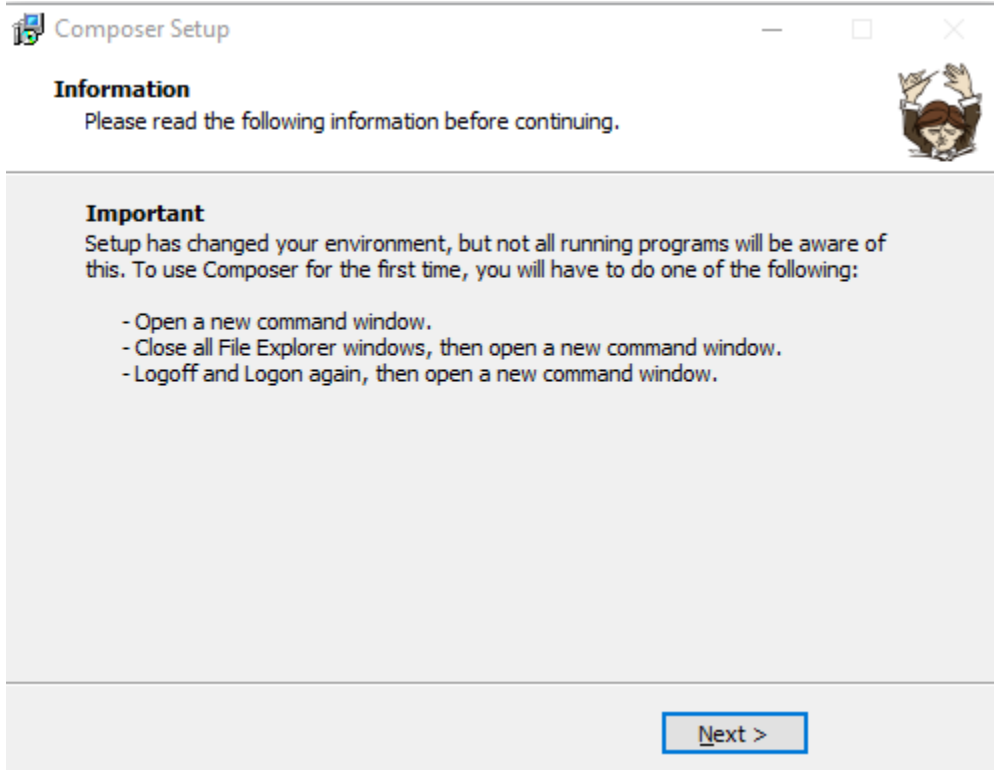 Composer Setup
Information
Please read the following information before continuing.
Important
Setup has changed your environment, but not all running programs will be aware of
this. To use Composer for the first time, you will have to do one of the following:
- Open a new command window.
- Close all File Explorer windows, then open a new command window.
- Logoff and Logon again, then open a new command window.
Next >